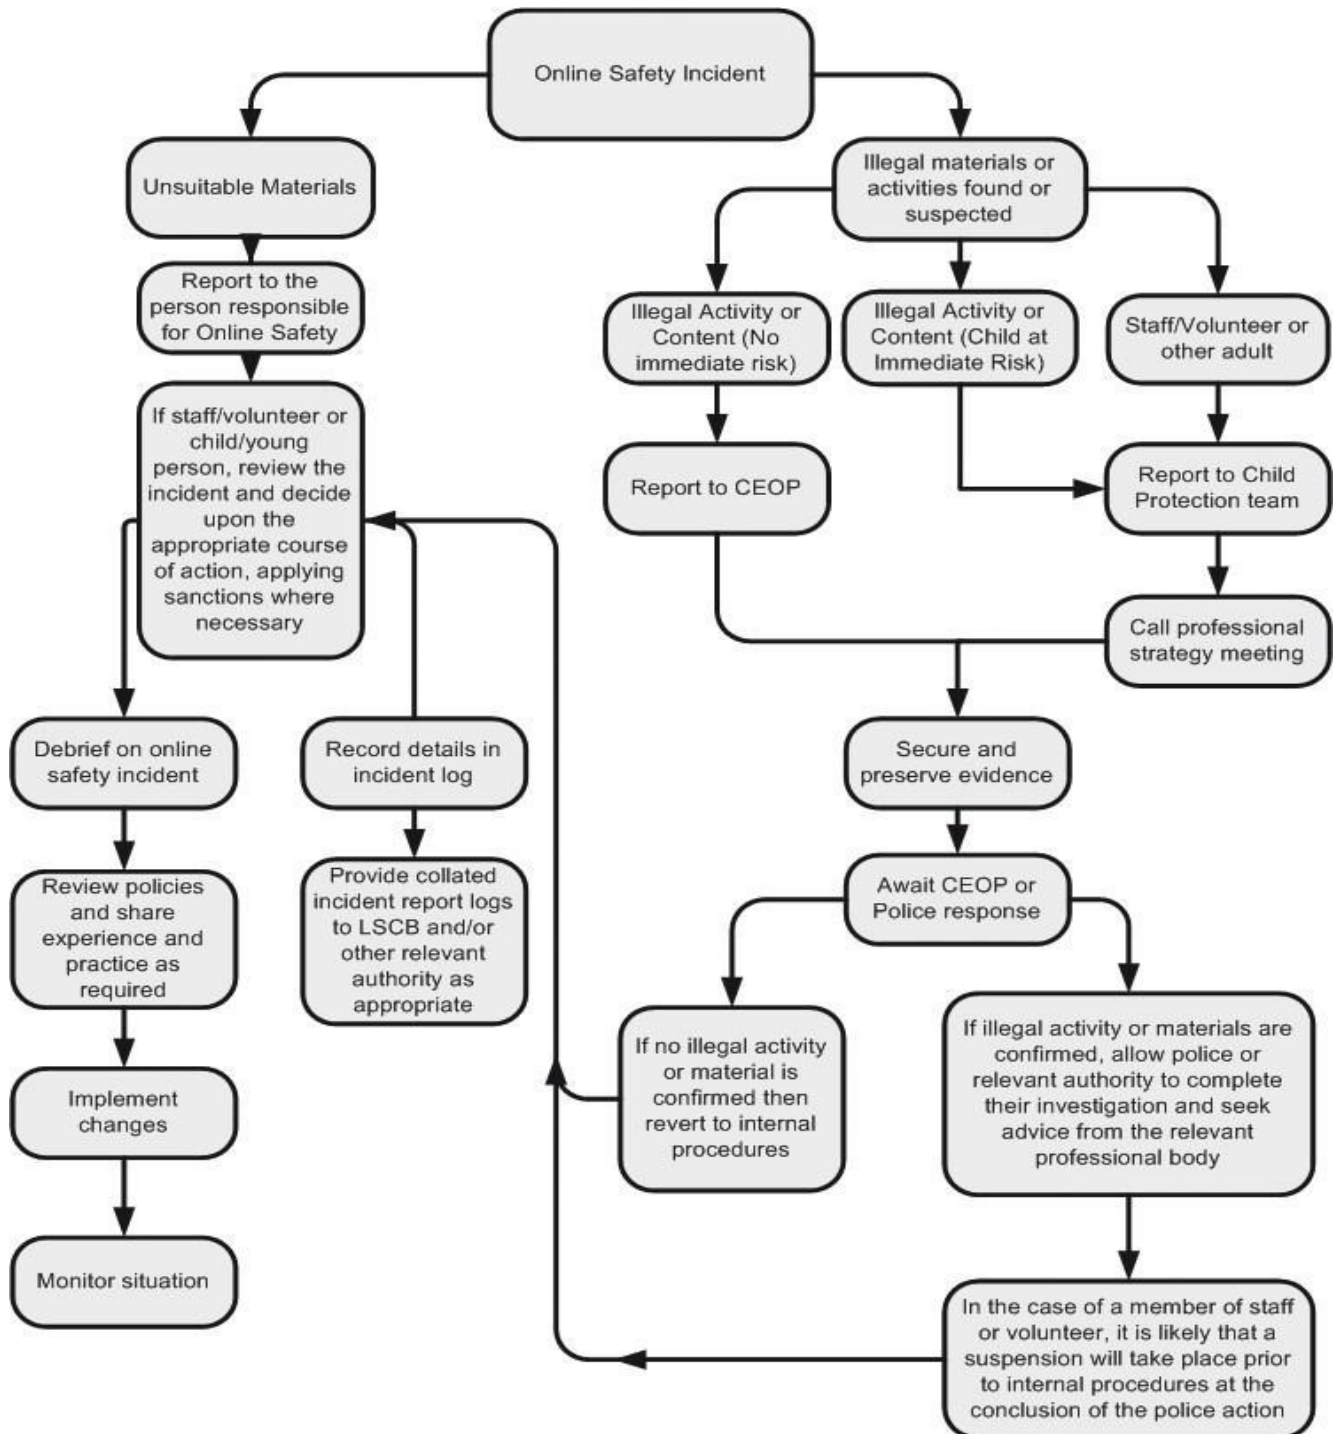 Online Safety Incident
Unsuitable Materials
Report to the
person responsible
for Online Safety
If staff/volunteer or
child/young
person, review the
incident and decide
upon the
appropriate course
of action, applying
sanctions where
necessary
Debrief on online
safety incident
Review policies
and share
experience and
practice as
required
Implement
changes
Monitor situation
Record details in
incident log
Provide collated
incident report logs
to LSCB and/or
other relevant
authority as
appropriate
Illegal materials or
activities found or
suspected
Illegal Activity or
Content (No
immediate risk)
Illegal Activity or
Content (Child at
Immediate Risk)
Staff/Volunteer or
other adult
Report to CEOP
Report to Child
Protection team
Call professional
strategy meeting
Secure and
preserve evidence
Await CEOP or
Police response
If no illegal activity
or material is
confirmed then
revert to internal
procedures
If illegal activity or materials are
confirmed, allow police or
relevant authority to complete
their investigation and seek
advice from the relevant
professional body
In the case of a member of staff
or volunteer, it is likely that a
suspension will take place prior
to internal procedures at the
conclusion of the police action